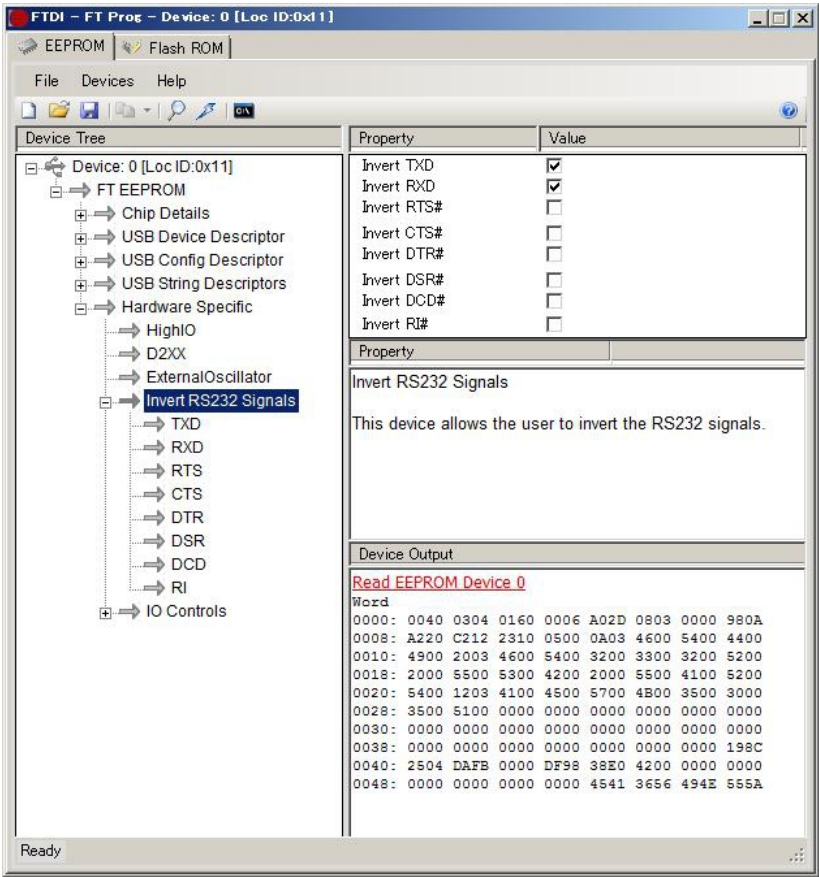 FTDI - FT Prog - Device: 0 [Loc ID:0x11]
EEPROM
Flash ROM
File Devices Help
Device Tree
Device: 0 [Loc ID:0x11]
FT EEPROM
Chip Details
USB Device Descriptor
USB Config Descriptor
USB String Descriptors
Hardware Specific
HighIO
D2XX
ExternalOscillator
Invert RS232 Signals
TXD
RXD
RTS
CTS
DTR
DSR
DCD
RI
IO Controls
Property Value
Invert TXD
Invert RXD
Invert RTS#
Invert CTS#
Invert DTR#
Invert DSR#
Invert DCD#
Invert RI#
Property
Invert RS232 Signals
This device allows the user to invert the RS232 signals.
Device Output
Read EEPROM Device 0
Word
0000: 0040 0304 0160 0006 A02D 0803 0000 980A
0008: A220 C212 2310 0500 0A03 4600 5400 4400
0010: 4900 2003 4600 5400 3200 3300 3200 5200
0018: 2000 5500 5300 4200 2000 5500 4100 5200
0020: 5400 1203 4100 4500 5700 4B00 3500 3000
0028: 3500 5100 0000 0000 0000 0000 0000 0000
0030: 0000 0000 0000 0000 0000 0000 0000 0000
0038: 0000 0000 0000 0000 0000 0000 0000 198C
0040: 2504 DAFB 0000 DF98 38E0 4200 0000 0000
0048: 0000 0000 0000 0000 4541 3656 494E 555A
Ready